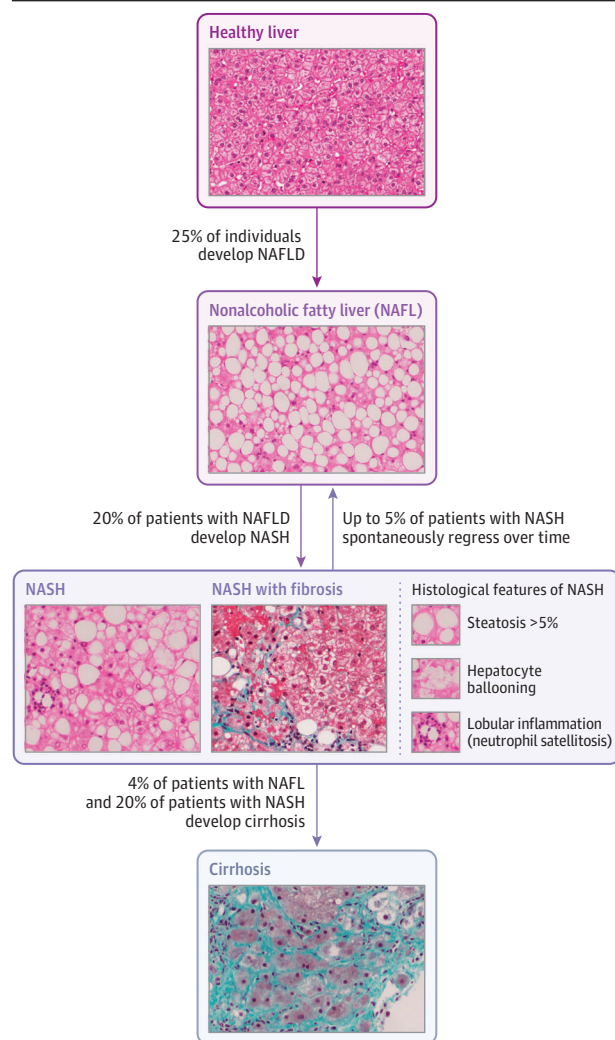 Healthy liver
25% of individuals
develop NAFLD
Nonalcoholic fatty liver (NAFL)
20% of patients with NAFLD
develop NASH
Up to 5% of patients with NASH
spontaneously regress over time
NASH
NASH with fibrosis
Histological features of NASH
Steatosis >5%
Hepatocyte
ballooning
Lobular inflammation
(neutrophil satellitosis)
4% of patients with NAFL
and 20% of patients with NASH
develop cirrhosis
Cirrhosis